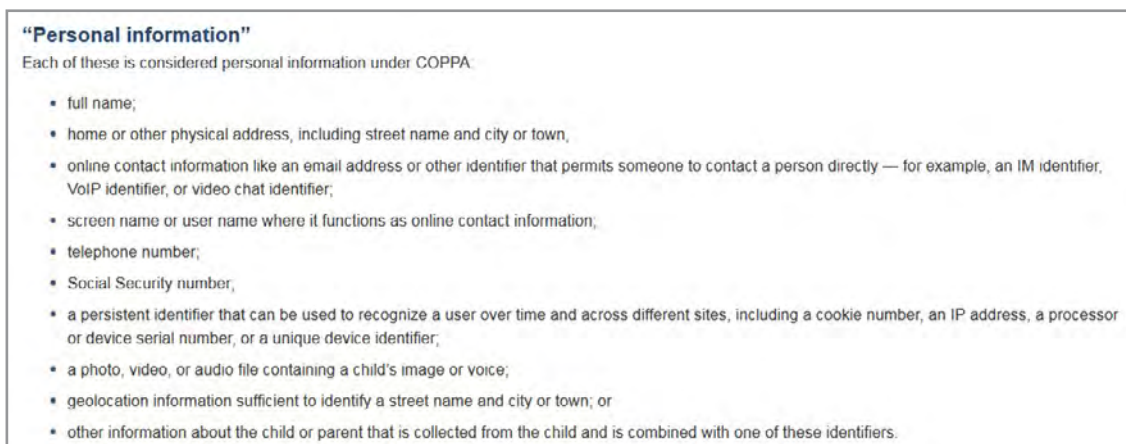 “Personal information”
Each of these is considered personal information under COPPA:
• full name;
• home or other physical address, including street name and city or town,
• online contact information like an email address or other identifier that permits someone to contact a person directly — for example, an IM identifier,
VoIP identifier, or video chat identifier;
• screen name or user name where it functions as online contact information;
• telephone number;
• Social Security number;
• a persistent identifier that can be used to recognize a user over time and across different sites, including a cookie number, an IP address, a processor
or device serial number, or a unique device identifier;
• a photo, video, or audio file containing a child's image or voice;
• geolocation information sufficient to identify a street name and city or town; or
• other information about the child or parent that is collected from the child and is combined with one of these identifiers.